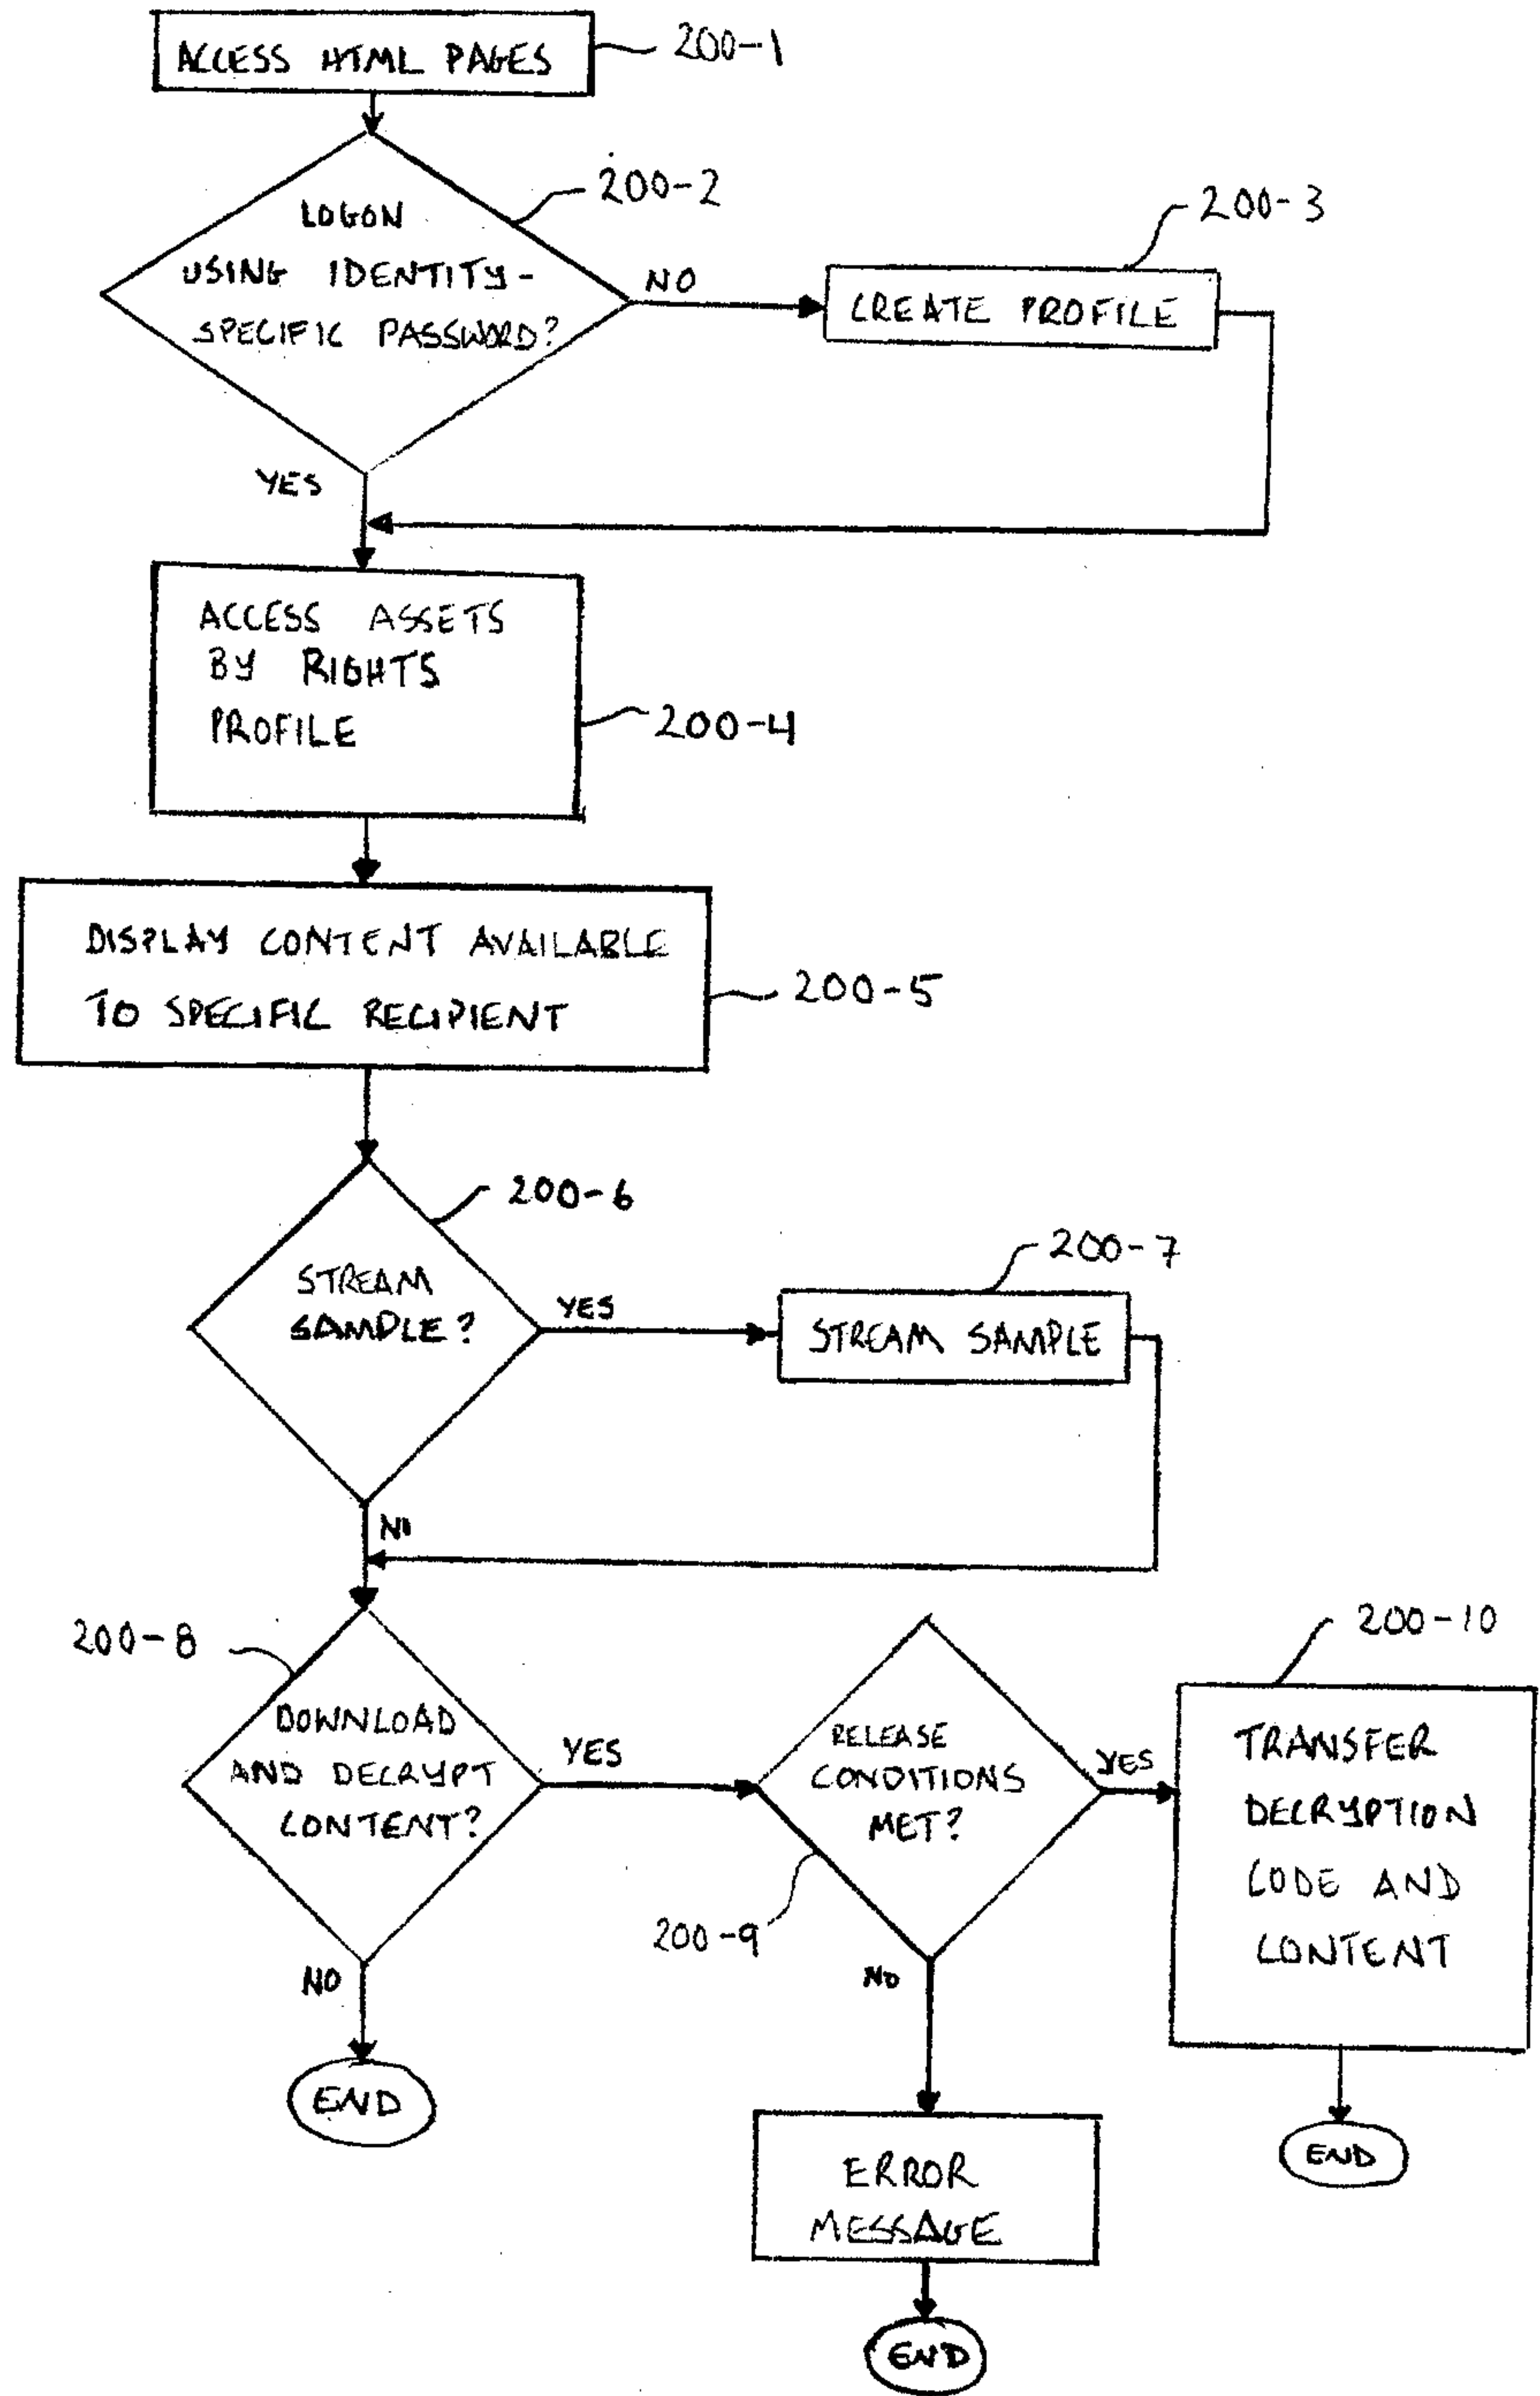 ACCESS HTML PAGES
200-1
LOGON
USING IDENTITY-
SPECIFIC PASSWORD?
200-2
NO
CREATE PROFILE
200-3
YES
ACCESS ASSETS
BY RIGHTS
PROFILE
200-4
DISPLAY CONTENT AVAILABLE
TO SPECIFIC RECIPIENT
200-5
200-6
STREAM
SAMPLE?
YES
200-7
STREAM SAMPLE
NO
200-8
DOWNLOAD
AND DECRYPT
CONTENT?
YES
RELEASE
CONDITIONS
MET?
200-9
YES
200-10
TRANSFER
DECRYPTION
CODE AND
CONTENT
NO
END
NO
ERROR
MESSAGE
END
END